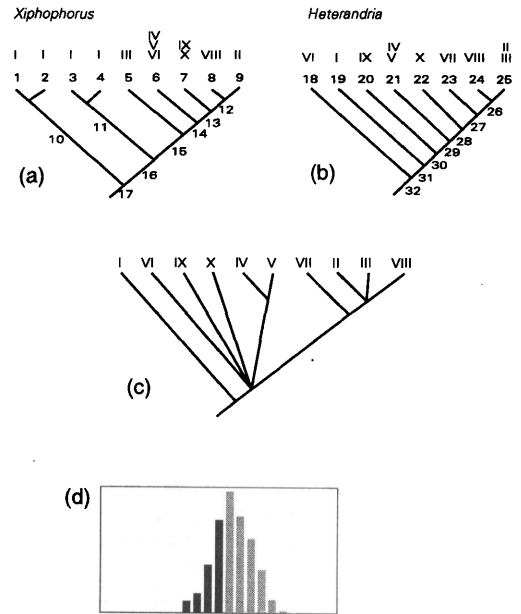 Xiphophorus
Heterandria
IV
V IX
I I I I III VI X VIII II
1 2 3 4 5 6 7 8 9
10 11 12 13 14 15 16 17
(a)
IV II
VI I IX V X VII VIII III
18 19 20 21 22 23 24 25
26 27 28 29 30 31 32
(b)
I VI IX X IV V VII II III VIII
(c)
(d)